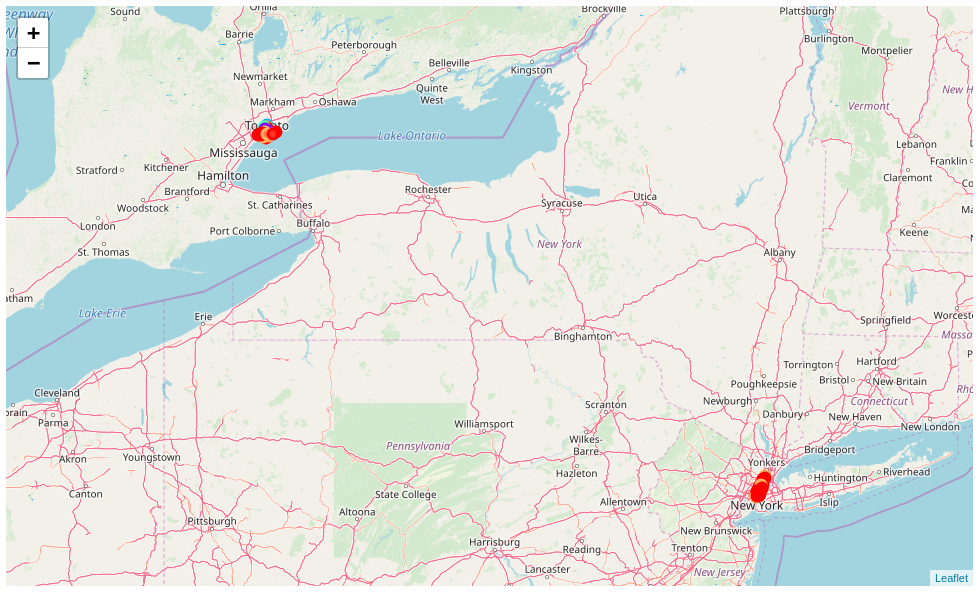 Sound
Orillia
Brockville
Plattsburgh
Barrie
Burlington
Peterborough
Montpelier
Belleville
Kingston
Newmarket
Quinte
West
Markham
Oshawa
Vermont
Toronto
Lake Ontario
Lebanon
Mississauga
Franklin
Stratford
Kitchener
Hamilton
Claremont
Brantford
Rochester
Utica
Woodstock
St. Catharines
Syracuse
London
Buffalo
Port Colborne
Keene
New York
St. Thomas
Albany
Lake Erie
Erie
Springfield
Binghamton
Torrington
Hartford
Poughkeepsie
Bristol
New Britain
Cleveland
Newburgh
Connecticut
Scranton
Danbury
New Haven
Parma
Williamsport
New London
Pennsylvania
Wilkes-
Barre
Bridgeport
Akron
Youngstown
Yonkers
Hazleton
Huntington
Riverhead
Canton
State College
Allentown
New York
Islip
Altoona
Pittsburgh
New Brunswick
Harrisburg
Reading
Trenton
Lancaster
New Jersey
+
−
Leaflet